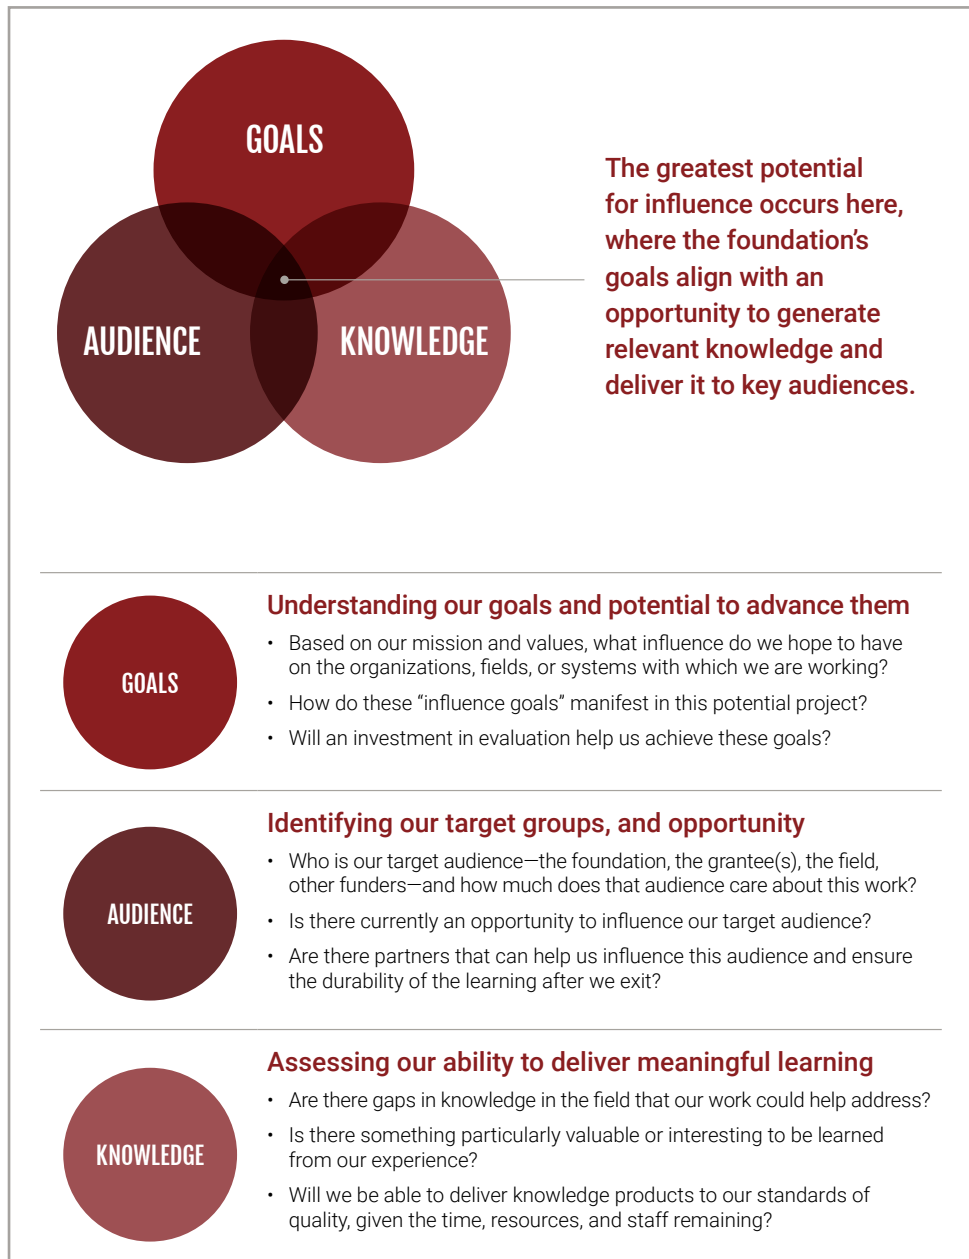 GOALS
AUDIENCE
KNOWLEDGE
The greatest potential
for influence occurs here,
where the foundation’s
goals align with an
opportunity to generate
relevant knowledge and
deliver it to key audiences.
GOALS
Understanding our goals and potential to advance them
• Based on our mission and values, what influence do we hope to have
on the organizations, fields, or systems with which we are working?
• How do these “influence goals” manifest in this potential project?
• Will an investment in evaluation help us achieve these goals?
AUDIENCE
Identifying our target groups, and opportunity
• Who is our target audience—the foundation, the grantee(s), the field,
other funders—and how much does that audience care about this work?
• Is there currently an opportunity to influence our target audience?
• Are there partners that can help us influence this audience and ensure
the durability of the learning after we exit?
KNOWLEDGE
Assessing our ability to deliver meaningful learning
• Are there gaps in knowledge in the field that our work could help address?
• Is there something particularly valuable or interesting to be learned
from our experience?
• Will we be able to deliver knowledge products to our standards of
quality, given the time, resources, and staff remaining?